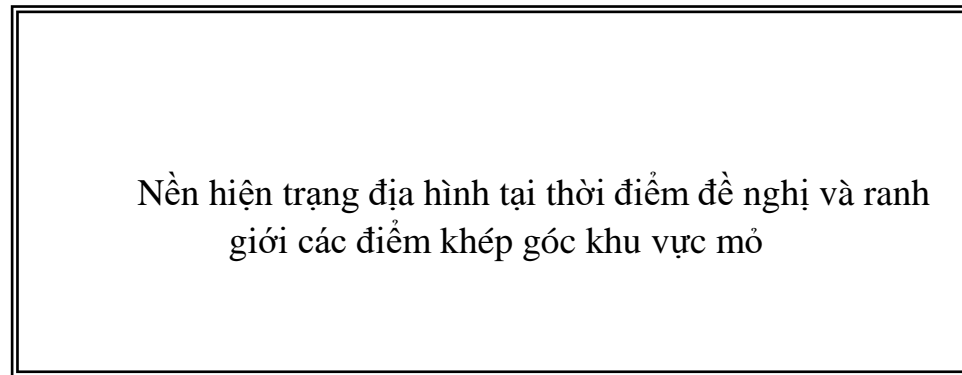 Nền hiện trạng địa hình tại thời điểm đề nghị và ranh
giới các điểm khép góc khu vực mỏ